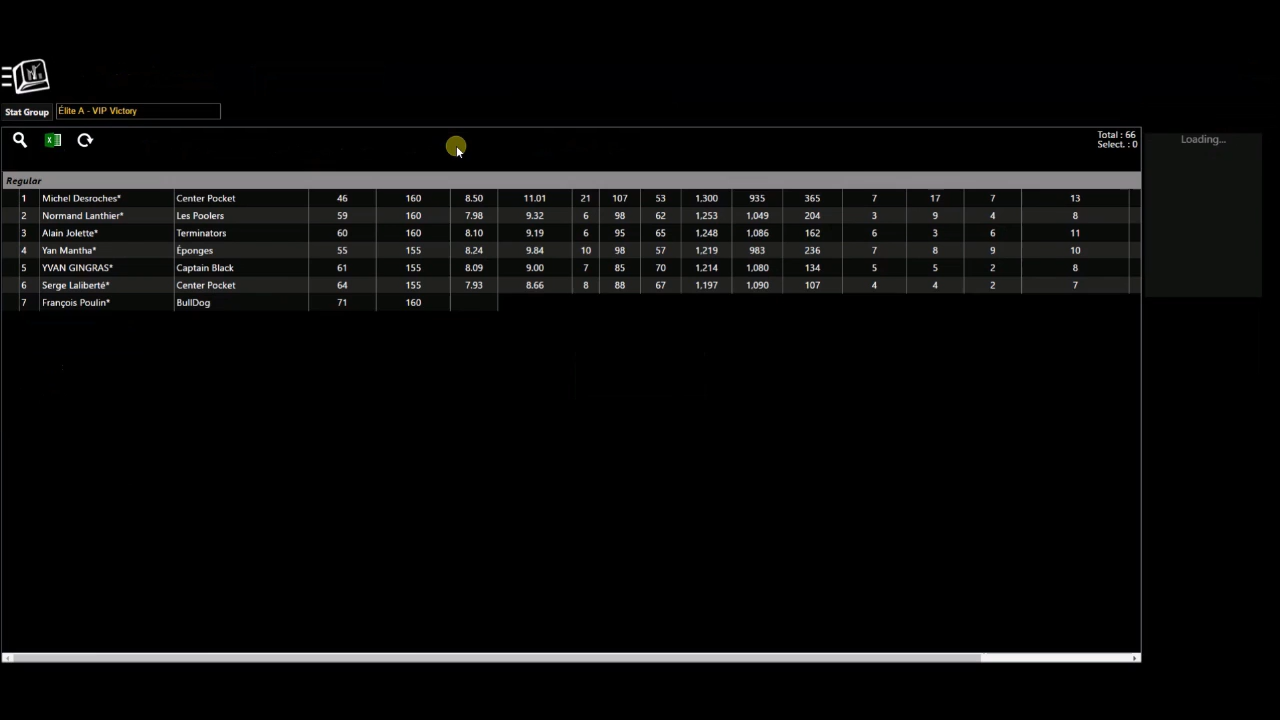 Stat Group Élite A - VIP Victory
Total : 66
Select. : 0
Loading...
Regular
1 Michel Desroches* Center Pocket 46 160 8.50 11.01 21 107 53 1,300 935 365 7 17 7 13
2 Normand Lanthier* Les Poolers 59 160 7.98 9.32 6 98 62 1,253 1,049 204 3 9 4 8
3 Alain Jolette* Terminators 60 160 8.10 9.19 6 95 65 1,248 1,086 162 6 3 6 11
4 Yan Mantha* Éponges 55 155 8.24 9.84 10 98 57 1,219 983 236 7 8 9 10
5 YVAN GINGRAS* Captain Black 61 155 8.09 9.00 7 85 70 1,214 1,080 134 5 5 2 8
6 Serge Laliberté* Center Pocket 64 155 7.93 8.66 8 88 67 1,197 1,090 107 4 4 2 7
7 François Poulin* BullDog 71 160